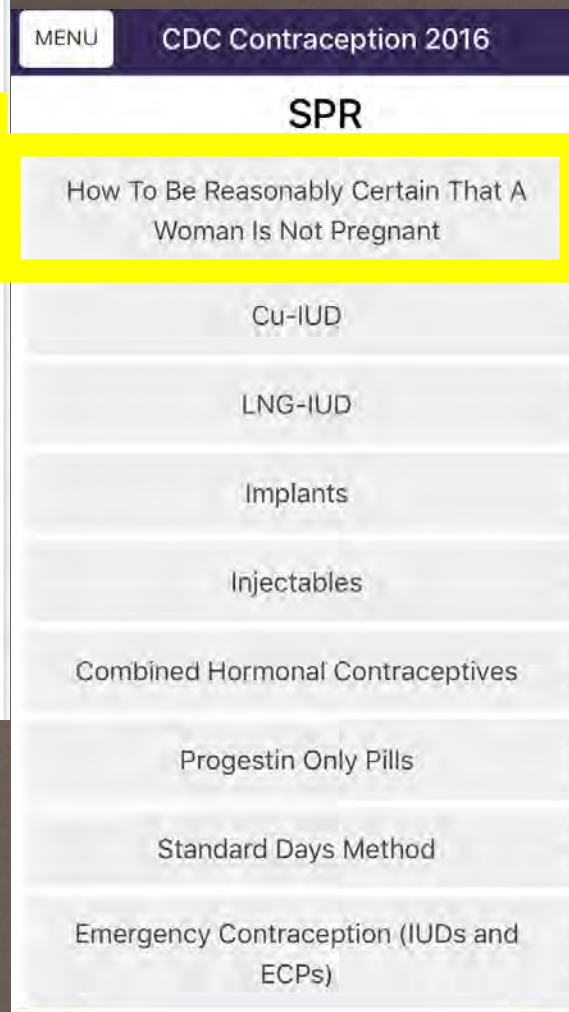 MENU CDC Contraception 2016
SPR
How To Be Reasonably Certain That A
Woman Is Not Pregnant
Cu-IUD
LNG-IUD
Implants
Injectables
Combined Hormonal Contraceptives
Progestin Only Pills
Standard Days Method
Emergency Contraception (IUDs and
ECPs)